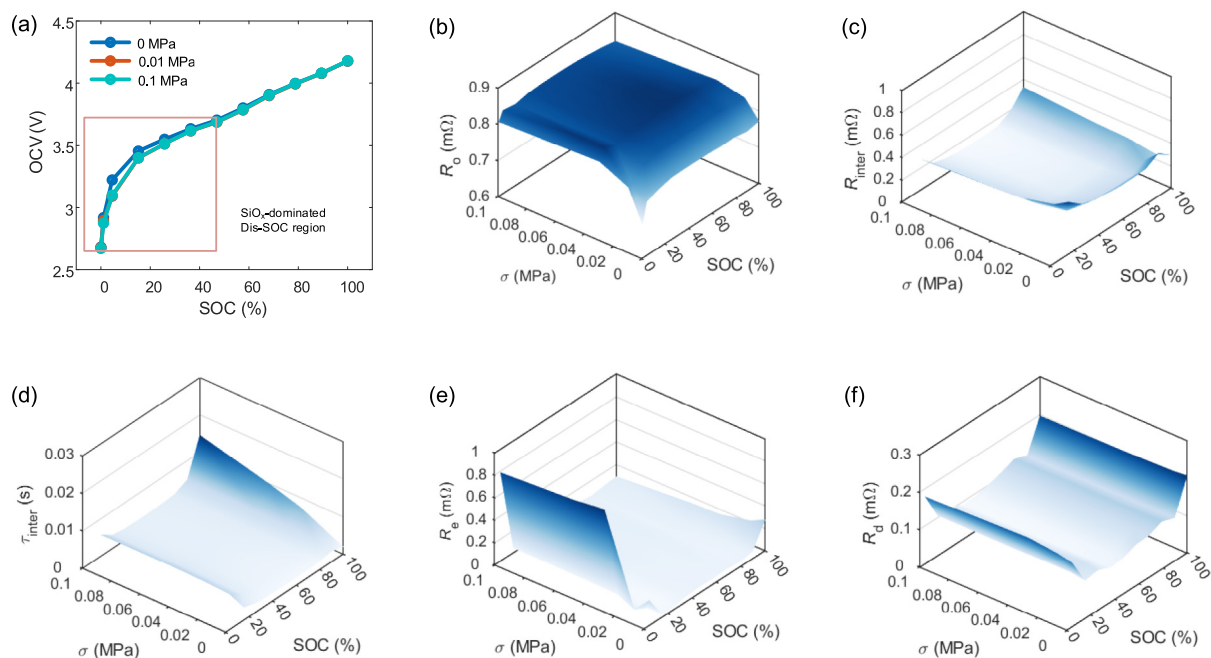 (a)
4.5
4
3.5
3
2.5
OCV (V)
0 MPa
0.01 MPa
0.1 MPa
SiOₓ-dominated
Dis-SOC region
0 20 40 60 80 100
SOC (%)
(b)
0.9
0.8
0.7
0.6
Rₒ (mΩ)
0.1 0.08 0.06 0.04 0.02 0
σ (MPa)
0 20 40 60 80 100
SOC (%)
(c)
1
0.8
0.6
0.4
0.2
0
R_inter (mΩ)
0.1 0.08 0.06 0.04 0.02 0
σ (MPa)
0 20 40 60 80 100
SOC (%)
(d)
0.03
0.02
0.01
0
τ_inter (s)
0.1 0.08 0.06 0.04 0.02 0
σ (MPa)
0 20 40 60 80 100
SOC (%)
(e)
1
0.8
0.6
0.4
0.2
0
Rₑ (mΩ)
0.1 0.08 0.06 0.04 0.02 0
σ (MPa)
0 20 40 60 80 100
SOC (%)
(f)
0.3
0.2
0.1
0
R_d (mΩ)
0.1 0.08 0.06 0.04 0.02 0
σ (MPa)
0 20 40 60 80 100
SOC (%)